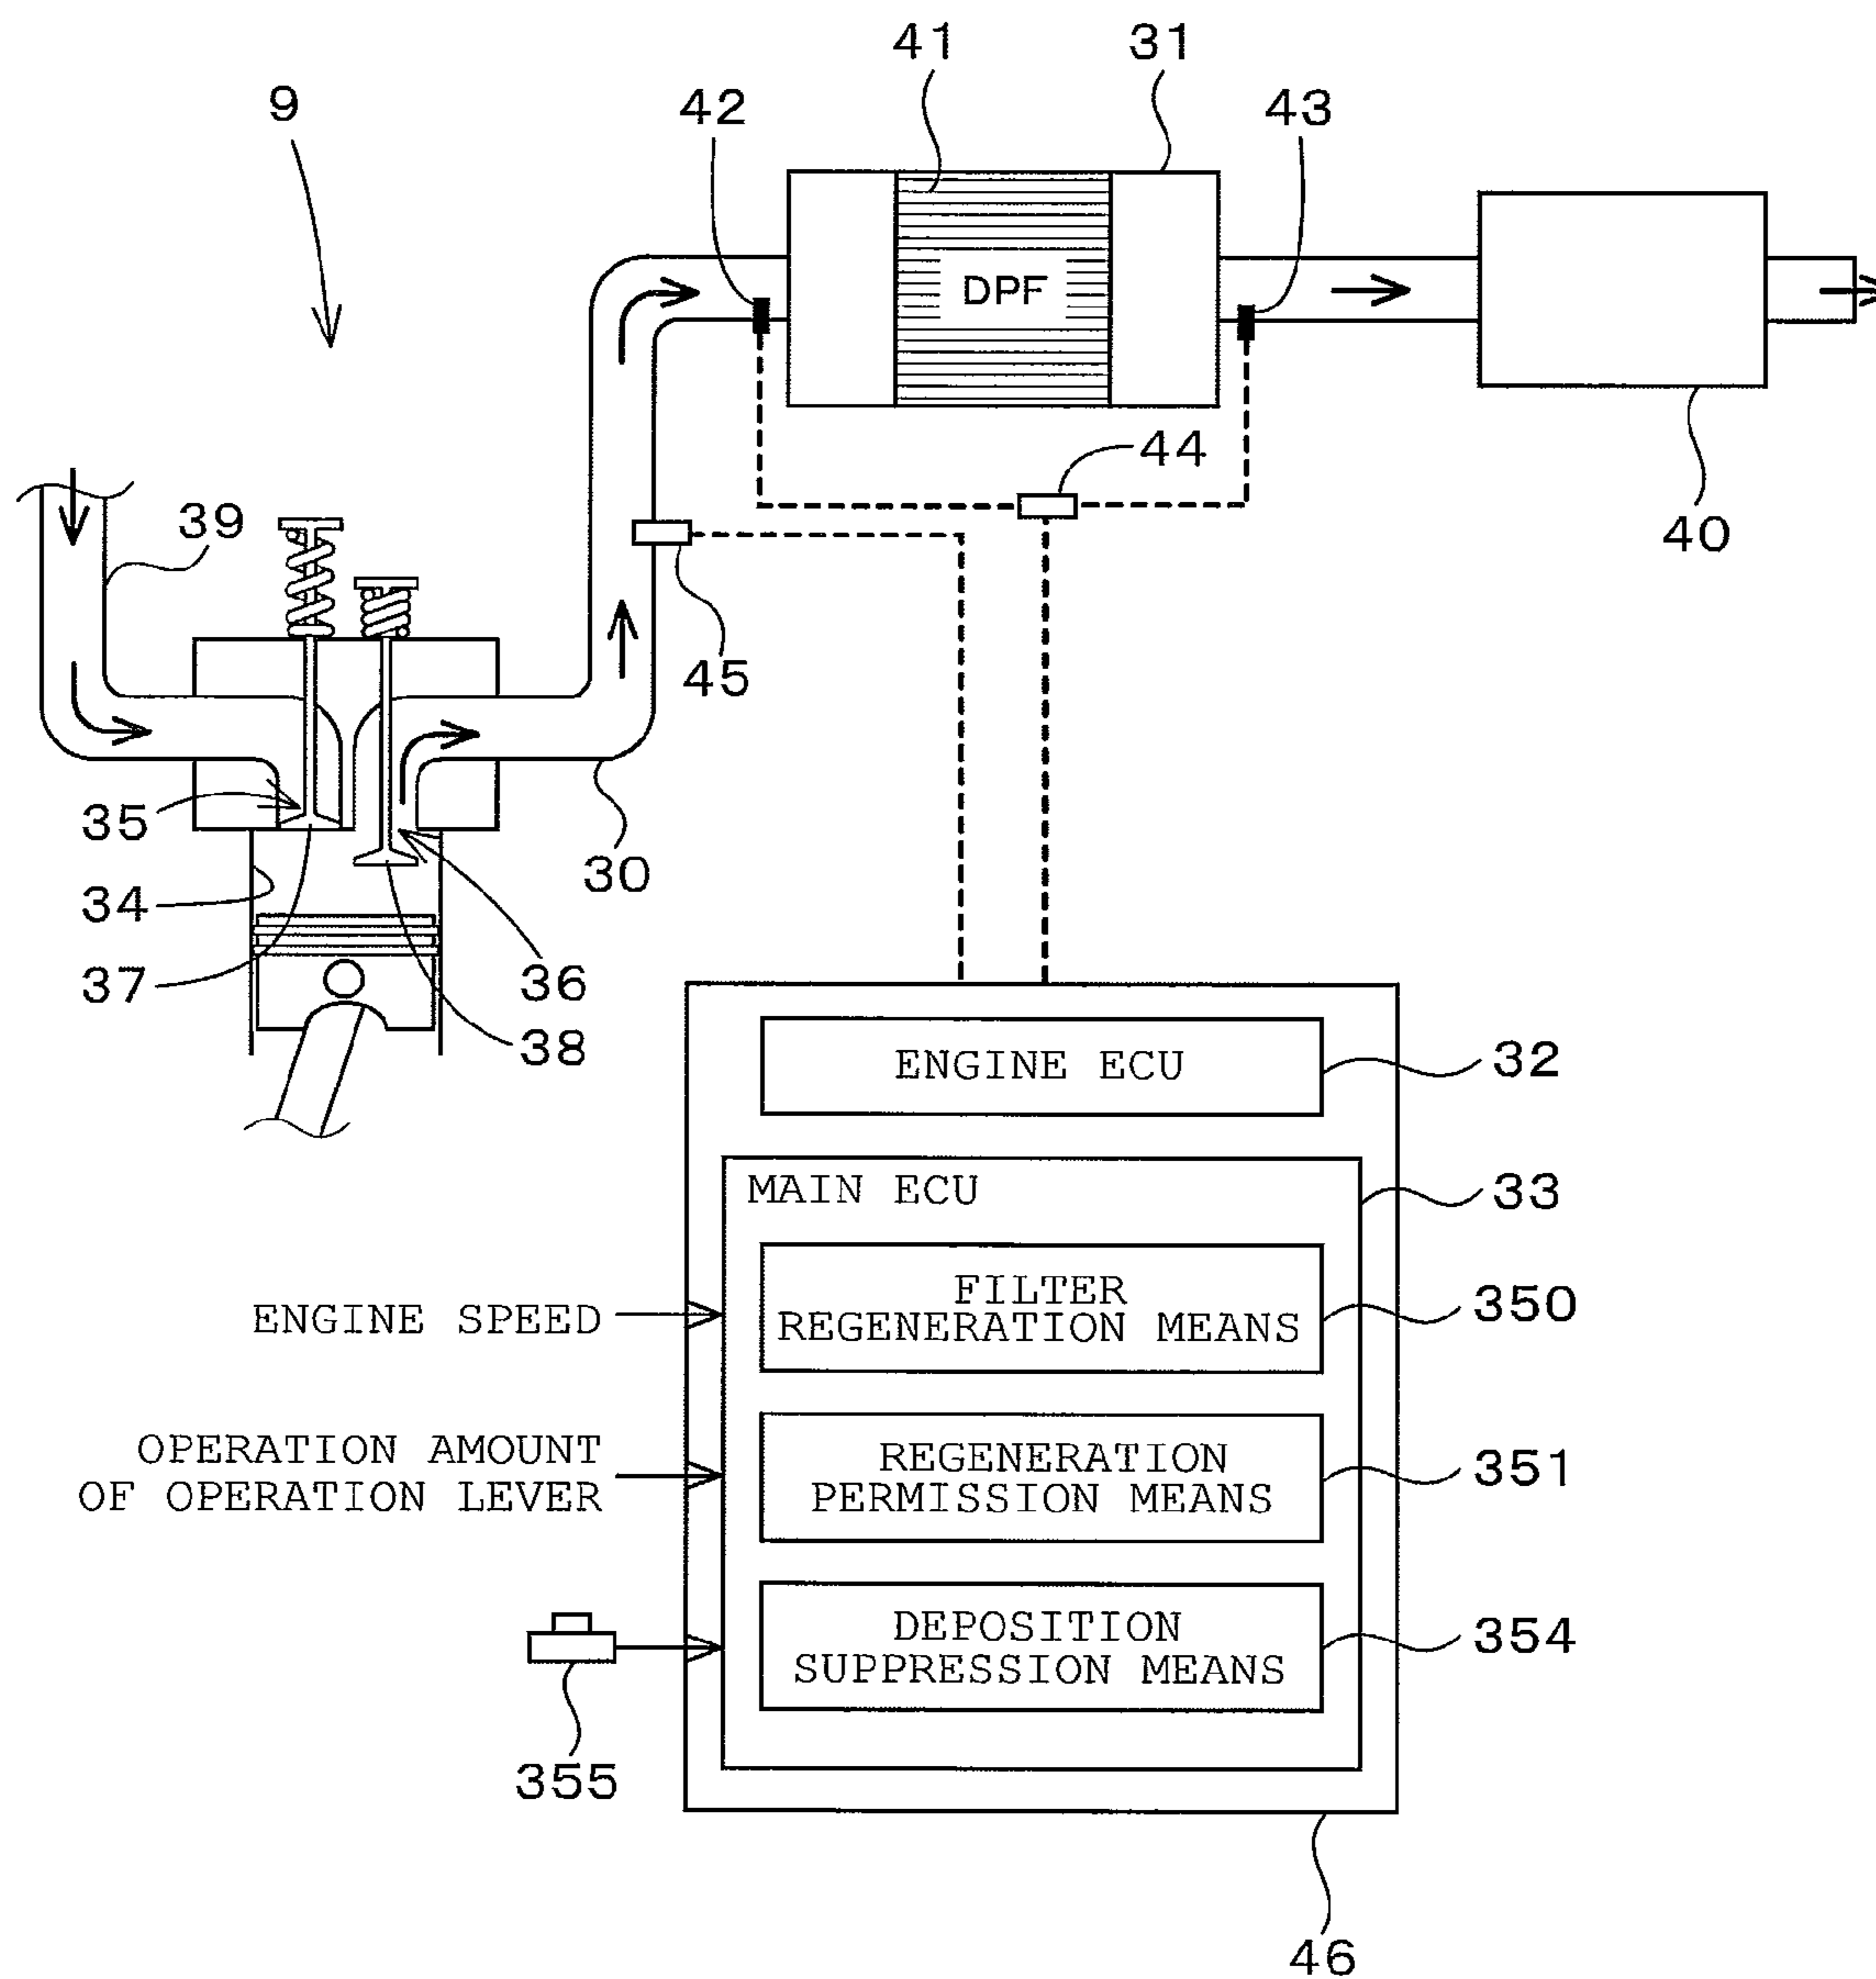 41
31
9
42
43
DPF
44
39
40
45
35
30
34
37
36
38
ENGINE ECU
32
MAIN ECU
33
FILTER
REGENERATION MEANS
350
ENGINE SPEED
OPERATION AMOUNT
OF OPERATION LEVER
REGENERATION
PERMISSION MEANS
351
DEPOSITION
SUPPRESSION MEANS
354
355
46